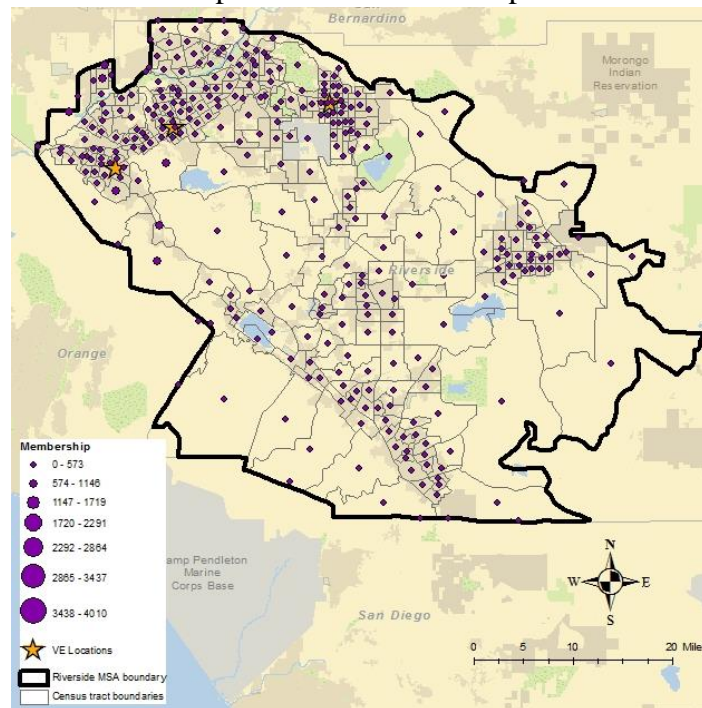 Bernardino
Morongo
Indian
Reservation
Riverside
Orange
Membership
0 - 573
574 - 1146
1147 - 1719
1720 - 2291
2292 - 2864
2865 - 3437
3438 - 4010
VE Locations
Riverside MSA boundary
Census tract boundaries
amp Pendleton
Marine
Corps Base
San Diego
N
W E
S
0 5 10 20 Mile